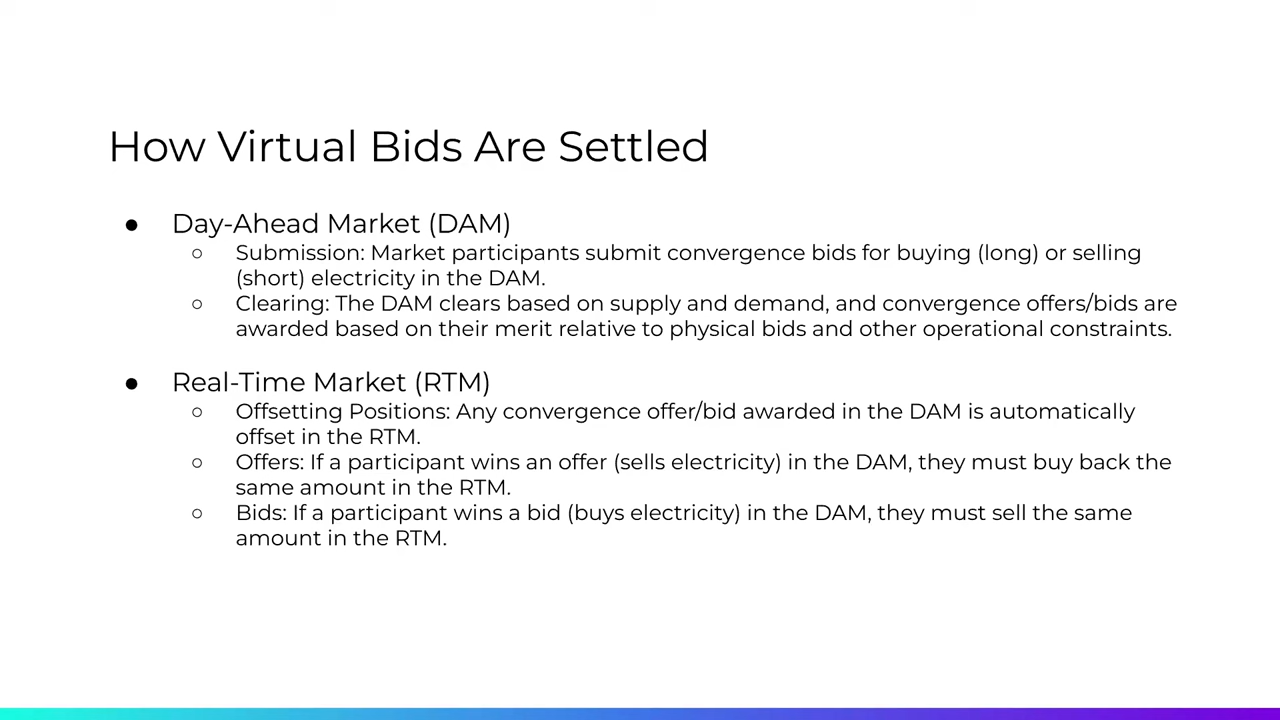 How Virtual Bids Are Settled
● Day-Ahead Market (DAM)
○ Submission: Market participants submit convergence bids for buying (long) or selling
(short) electricity in the DAM.
○ Clearing: The DAM clears based on supply and demand, and convergence offers/bids are
awarded based on their merit relative to physical bids and other operational constraints.
● Real-Time Market (RTM)
○ Offsetting Positions: Any convergence offer/bid awarded in the DAM is automatically
offset in the RTM.
○ Offers: If a participant wins an offer (sells electricity) in the DAM, they must buy back the
same amount in the RTM.
○ Bids: If a participant wins a bid (buys electricity) in the DAM, they must sell the same
amount in the RTM.